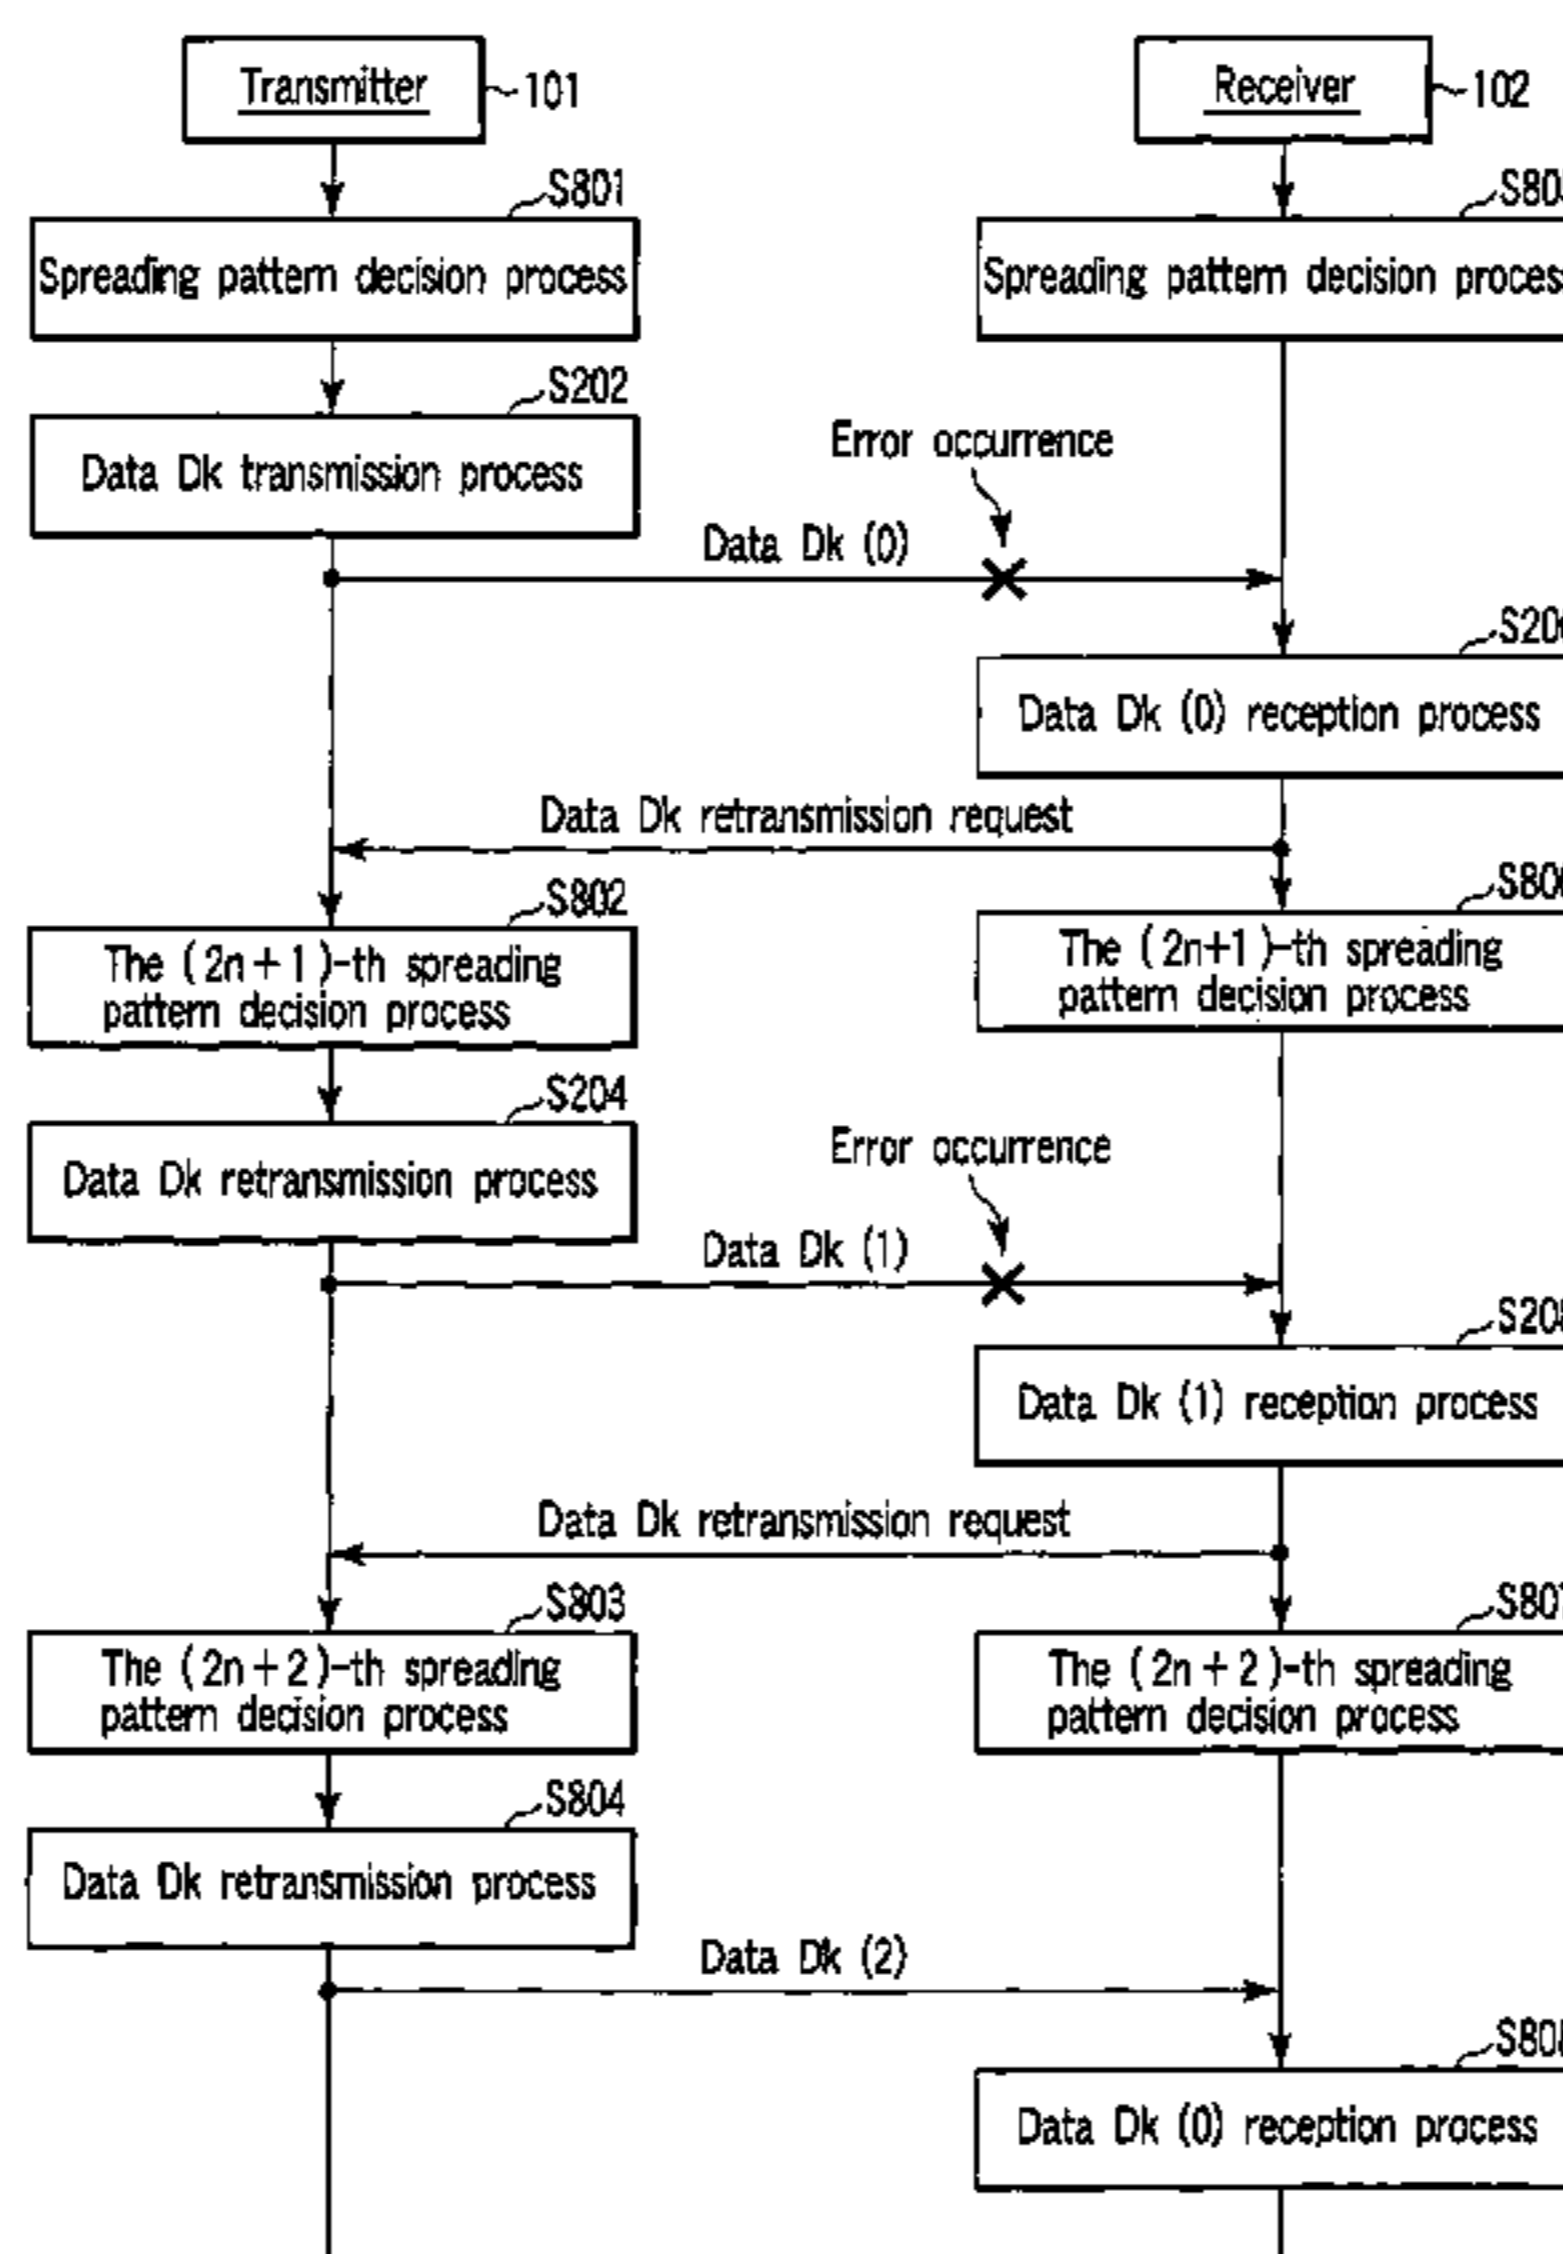 Transmitter
101
Receiver
102
S801
Spreading pattern decision process
Spreading pattern decision
S202
Data Dk transmission process
Error occurrence
Data Dk (0)
Data Dk (0) reception process
Data Dk retransmission request
S802
The (2n+1)-th spreading
pattern decision process
The (2n+1)-th spreading
pattern decision process
S204
Data Dk retransmission process
Error occurrence
Data Dk (1)
Data Dk (1) reception process
Data Dk retransmission request
S803
The (2n+2)-th spreading
pattern decision process
The (2n+2)-th spreading
pattern decision process
S804
Data Dk retransmission process
Data Dk (2)
Data Dk (0) reception process